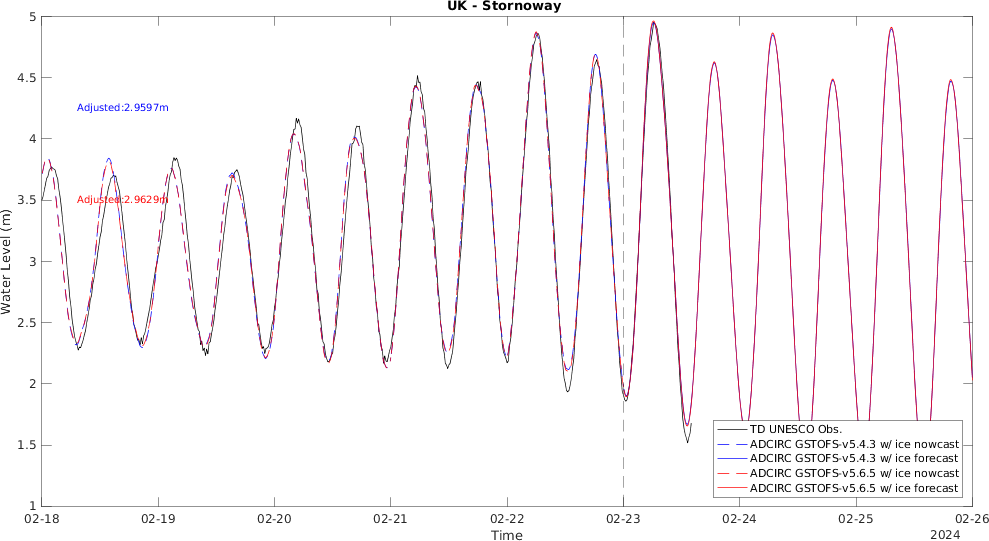 UK - Stornoway
5
4.5
4
3.5
3
2.5
2
1.5
1
Water Level (m)
Adjusted:2.9597m
Adjusted:2.9629m
TD UNESCO Obs.
ADCIRC GSTOFS-v5.4.3 w/ ice nowcast
ADCIRC GSTOFS-v5.4.3 w/ ice forecast
ADCIRC GSTOFS-v5.6.5 w/ ice nowcast
ADCIRC GSTOFS-v5.6.5 w/ ice forecast
02-18 02-19 02-20 02-21 02-22 02-23 02-24 02-25 02-26
Time
2024